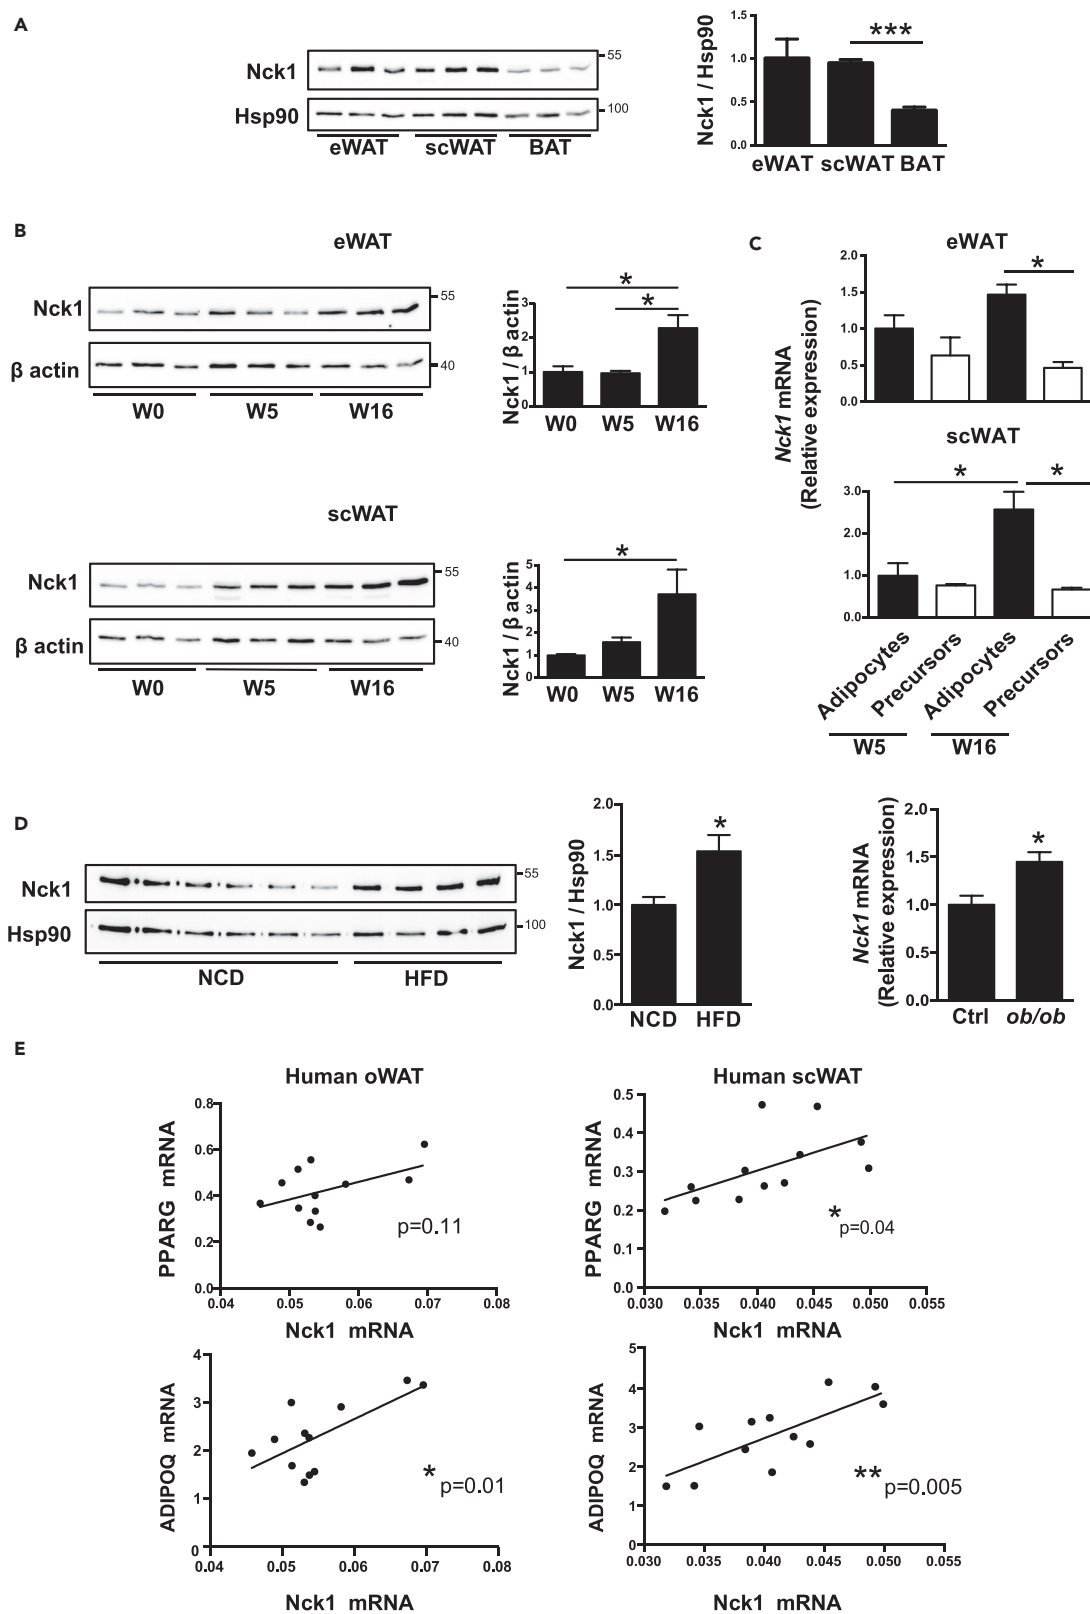 A
Nck1
Hsp90
55
100
eWAT scWAT BAT
Nck1 / Hsp90
1.5
1.0
0.5
0.0
***
eWAT scWAT BAT
B
eWAT
Nck1
β actin
55
40
W0 W5 W16
Nck1 / β actin
3
2
1
0
*
*
W0 W5 W16
scWAT
Nck1
β actin
55
40
W0 W5 W16
Nck1 / β actin
5
4
3
2
1
0
*
W0 W5 W16
C
eWAT
Nck1 mRNA
(Relative expression)
2.0
1.5
1.0
0.5
0.0
*
scWAT
3.0
2.0
1.0
0.0
*
*
Adipocytes
Precursors
Adipocytes
Precursors
W5 W16
D
Nck1
Hsp90
55
100
NCD HFD
Nck1 / Hsp90
2.0
1.5
1.0
0.5
0.0
*
NCD HFD
Nck1 mRNA
(Relative expression)
2.0
1.5
1.0
0.5
0.0
*
Ctrl ob/ob
E
Human oWAT
PPARG mRNA
0.8
0.6
0.4
0.2
0.0
p=0.11
0.04 0.05 0.06 0.07 0.08
Nck1 mRNA
Human scWAT
PPARG mRNA
0.5
0.4
0.3
0.2
0.1
0.0
* p=0.04
0.030 0.035 0.040 0.045 0.050 0.055
Nck1 mRNA
ADIPOQ mRNA
4
3
2
1
0
* p=0.01
0.04 0.05 0.06 0.07 0.08
Nck1 mRNA
ADIPOQ mRNA
5
4
3
2
1
0
** p=0.005
0.030 0.035 0.040 0.045 0.050 0.055
Nck1 mRNA